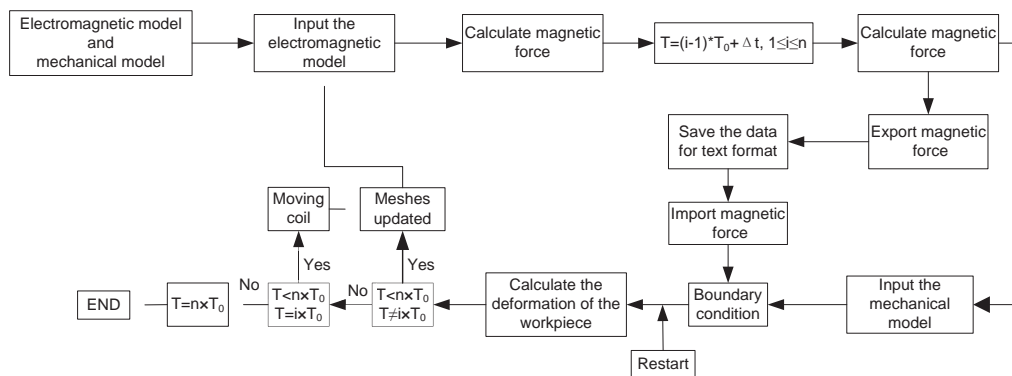 Electromagnetic model
and
mechanical model
Input the
electromagnetic
model
Calculate magnetic
force
T=(i-1)*T₀+ Δ t, 1≤i≤n
Calculate magnetic
force
Export magnetic
force
Save the data
for text format
Import magnetic
force
Moving
coil
Meshes
updated
Yes
Yes
END
T=n×T₀
No
T<n×T₀
T=i×T₀
No
T<n×T₀
T≠i×T₀
Calculate the
deformation of the
workpiece
Boundary
condition
Input the
mechanical
model
Restart